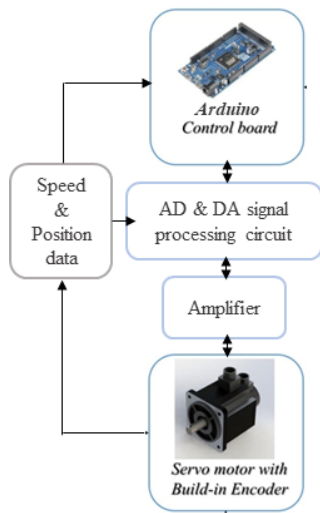 Arduino
Control board
Speed
&
Position
data
AD & DA signal
processing circuit
Amplifier
Servo motor with
Build-in Encoder